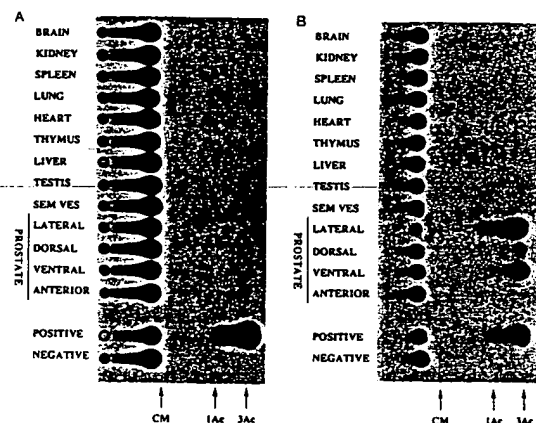 A
BRAIN
KIDNEY
SPLEEN
LUNG
HEART
THYMUS
LIVER
TESTIS
SEM VES
LATERAL
DORSAL
VENTRAL
ANTERIOR
PROSTATE
POSITIVE
NEGATIVE
CM 1Ac 3Ac
B
BRAIN
KIDNEY
SPLEEN
LUNG
HEART
THYMUS
LIVER
TESTIS
SEM VES
LATERAL
DORSAL
VENTRAL
ANTERIOR
PROSTATE
POSITIVE
NEGATIVE
CM 1Ac 3Ac